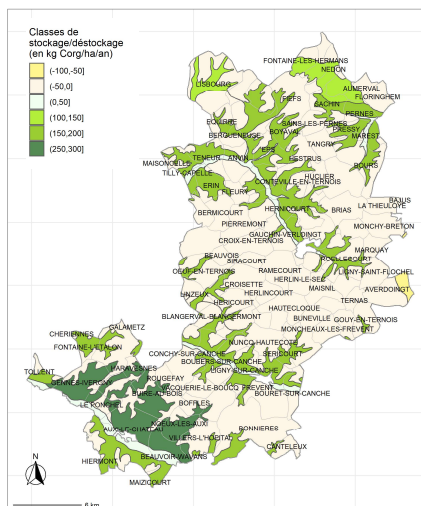 Classes de
stockage/déstockage
(en kg Corg/ha/an)
(-100,-50]
(-50,0]
(0,50]
(100,150]
(150,200]
(250,300]
FONTAINE-LES-HERMANS
NEDON
LISBOURG
AUMERVAL
FLORINGHEM
FIEFS
SACHIN
PERNES
EQUIRRE
SAINS-LES-PERNES
BERGUENEUSE
BOYAVAL
PRESSY
MAREST
TANGRY
EPS
TENEUR
ANVIN
HESTRUS
BOURS
MAISONCELLE
TILLY-CAPELLE
HUCLIER
CONTEVILLE-EN-TERNOIS
ERIN
FLEURY
BAJUS
LA THIEULOYE
HERNICOURT
BRIAS
BERMICOURT
MONCHY-BRETON
PIERREMONT
GAUCHIN-VERLOINGT
CROIX-EN-TERNOIS
MARQUAY
BEAUVOIS
ROELLECOURT
SIRACOURT
OEUF-EN-TERNOIS
RAMECOURT
LIGNY-SAINT-FLOCHEL
HERLIN-LE-SEC
CROISETTE
MAISNIL
AVERDOINGT
LINZEUX
HERLINCOURT
HERICOURT
TERNAS
HAUTECLOQUE
BLANGERVAL-BLANGERMONT
BUNEVILLE
GOUY-EN-TERNOIS
MONCHEAUX-LES-FREVENT
GALAMETZ
CHERIENNES
NUNCQ-HAUTECOTE
FONTAINE-L'ETALON
CONCHY-SUR-CANCHE
SERICOURT
BOUBERS-SUR-CANCHE
HARAVESNES
LIGNY-SUR-CANCHE
TOLLENT
ROUGEFAY
GENNES-IVERGNY
VACQUERIE-LE-BOUCQ
FREVENT
BUIRE-AU-BOIS
BOURET-SUR-CANCHE
LE PONCHEL
BOFFLES
NOEUX-LES-AUXI
AUXI-LE-CHATEAU
BONNIERES
VILLERS-L'HOPITAL
CANTELEUX
BEAUVOIR-WAVANS
HIERMONT
MAIZICOURT
N
6 km